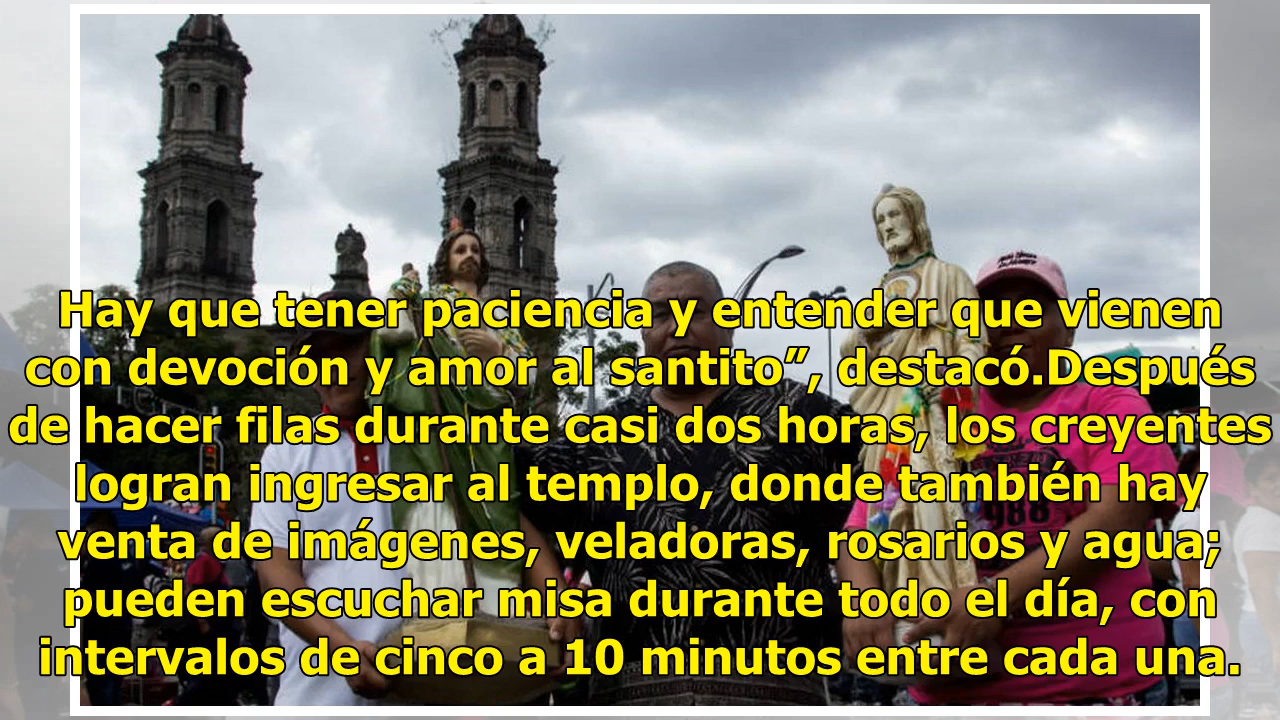 Hay que tener paciencia y entender que vienen
con devoción y amor al santito”, destacó.Después
de hacer filas durante casi dos horas, los creyentes
logran ingresar al templo, donde también hay
venta de imágenes, veladoras, rosarios y agua;
pueden escuchar misa durante todo el día, con
intervalos de cinco a 10 minutos entre cada una.
988